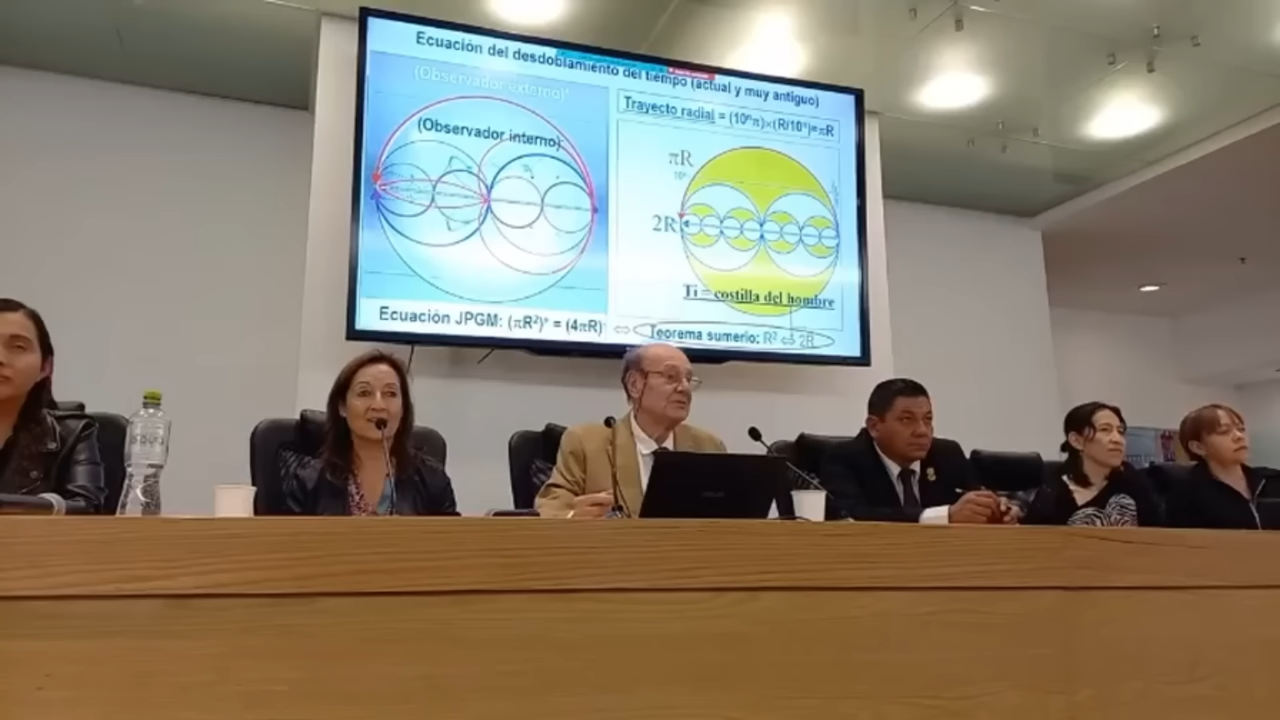 Ecuación del desdoblamiento del tiempo (actual y muy antiguo)
(Observador externo)
(Observador interno)
Trayecto radial = (10ⁿπ)×(R/10ⁿ)=πR
πR
2R
Ti = costilla del hombre
Ecuación JPGM: (πR²)⁺ = (4πR) ⇔ Teorema sumerio: R² ⇔ 2R